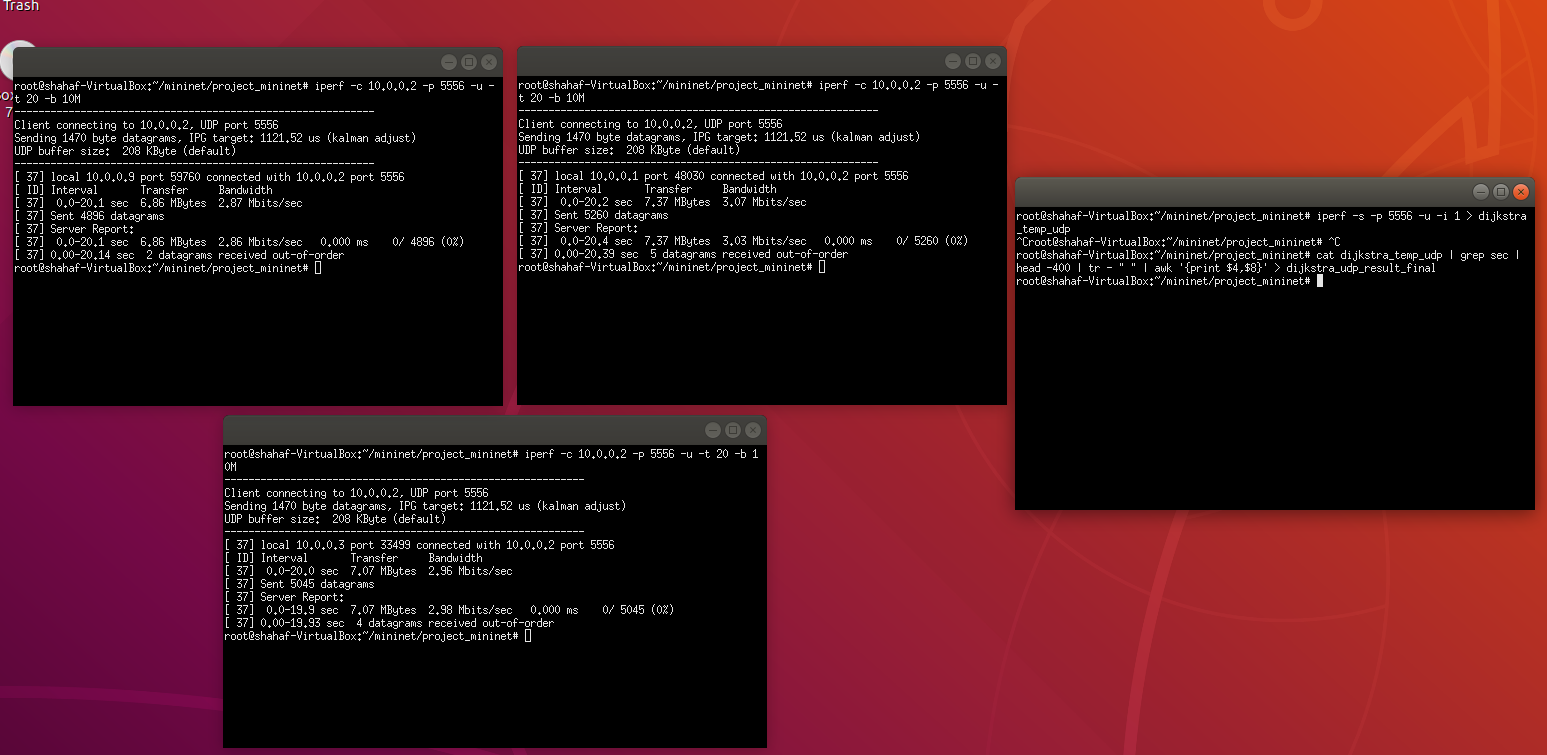 Trash
root@shahaf-VirtualBox:~/mininet/project_mininet# iperf -c 10.0.0.2 -p 5556 -u -
t 20 -b 10M
------------------------------------------------------------
Client connecting to 10.0.0.2, UDP port 5556
Sending 1470 byte datagrams, IPG target: 1121.52 us (kalman adjust)
UDP buffer size:  208 KByte (default)
------------------------------------------------------------
[ 37] local 10.0.0.9 port 59760 connected with 10.0.0.2 port 5556
[ ID] Interval       Transfer     Bandwidth
[ 37]  0.0-20.1 sec  6.86 MBytes  2.87 Mbits/sec
[ 37] Sent 4896 datagrams
[ 37] Server Report:
[ 37]  0.0-20.1 sec  6.86 MBytes  2.86 Mbits/sec   0.000 ms    0/ 4896 (0%)
[ 37] 0.00-20.14 sec  2 datagrams received out-of-order
root@shahaf-VirtualBox:~/mininet/project_mininet#
root@shahaf-VirtualBox:~/mininet/project_mininet# iperf -c 10.0.0.2 -p 5556 -u -
t 20 -b 10M
------------------------------------------------------------
Client connecting to 10.0.0.2, UDP port 5556
Sending 1470 byte datagrams, IPG target: 1121.52 us (kalman adjust)
UDP buffer size:  208 KByte (default)
------------------------------------------------------------
[ 37] local 10.0.0.1 port 48030 connected with 10.0.0.2 port 5556
[ ID] Interval       Transfer     Bandwidth
[ 37]  0.0-20.2 sec  7.37 MBytes  3.07 Mbits/sec
[ 37] Sent 5260 datagrams
[ 37] Server Report:
[ 37]  0.0-20.4 sec  7.37 MBytes  3.03 Mbits/sec   0.000 ms    0/ 5260 (0%)
[ 37] 0.00-20.39 sec  5 datagrams received out-of-order
root@shahaf-VirtualBox:~/mininet/project_mininet#
root@shahaf-VirtualBox:~/mininet/project_mininet# iperf -s -p 5556 -u -i 1 > dijkstra
_temp_udp
^Croot@shahaf-VirtualBox:~/mininet/project_mininet# ^C
root@shahaf-VirtualBox:~/mininet/project_mininet# cat dijkstra_temp_udp | grep sec |
head -400 | tr - " " | awk '{print $4,$8}' > dijkstra_udp_result_final
root@shahaf-VirtualBox:~/mininet/project_mininet#
root@shahaf-VirtualBox:~/mininet/project_mininet# iperf -c 10.0.0.2 -p 5556 -u -t 20 -b 1
0M
------------------------------------------------------------
Client connecting to 10.0.0.2, UDP port 5556
Sending 1470 byte datagrams, IPG target: 1121.52 us (kalman adjust)
UDP buffer size:  208 KByte (default)
------------------------------------------------------------
[ 37] local 10.0.0.3 port 33499 connected with 10.0.0.2 port 5556
[ ID] Interval       Transfer     Bandwidth
[ 37]  0.0-20.0 sec  7.07 MBytes  2.96 Mbits/sec
[ 37] Sent 5045 datagrams
[ 37] Server Report:
[ 37]  0.0-19.9 sec  7.07 MBytes  2.98 Mbits/sec   0.000 ms    0/ 5045 (0%)
[ 37] 0.00-19.93 sec  4 datagrams received out-of-order
root@shahaf-VirtualBox:~/mininet/project_mininet#